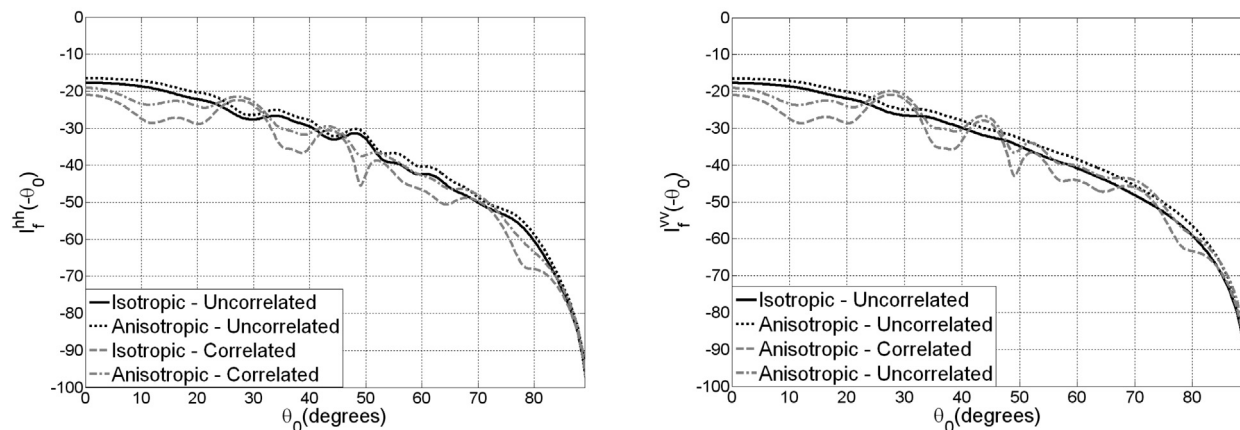 0
-10
-20
-30
-40
-50
-60
-70
-80
-90
-100
I_f^hh(-θ_0)
Isotropic - Uncorrelated
Anisotropic - Uncorrelated
Isotropic - Correlated
Anisotropic - Correlated
0 10 20 30 40 50 60 70 80
θ_0(degrees)
0
-10
-20
-30
-40
-50
-60
-70
-80
-90
-100
I_f^vv(-θ_0)
Isotropic - Uncorrelated
Anisotropic - Uncorrelated
Anisotropic - Correlated
Anisotropic - Uncorrelated
0 10 20 30 40 50 60 70 80
θ_0(degrees)